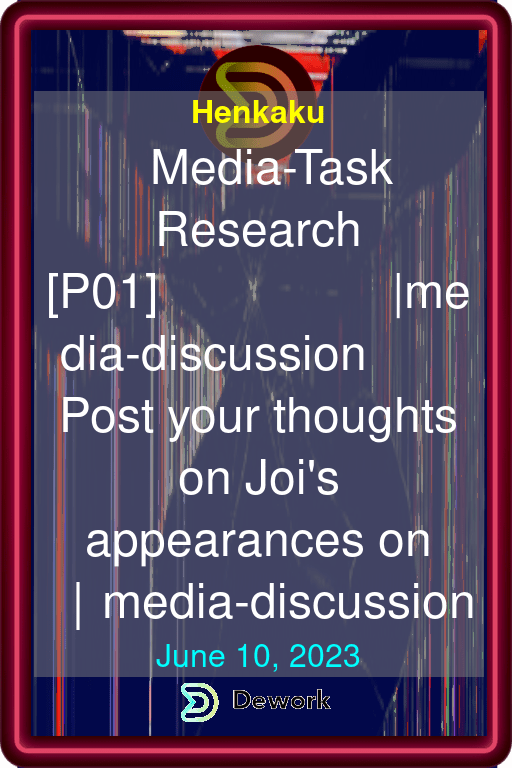 Henkaku
Media-Task
Research
[P01] |me
dia-discussion
Post your thoughts
on Joi's
appearances on
| media-discussion
June 10, 2023
Dework